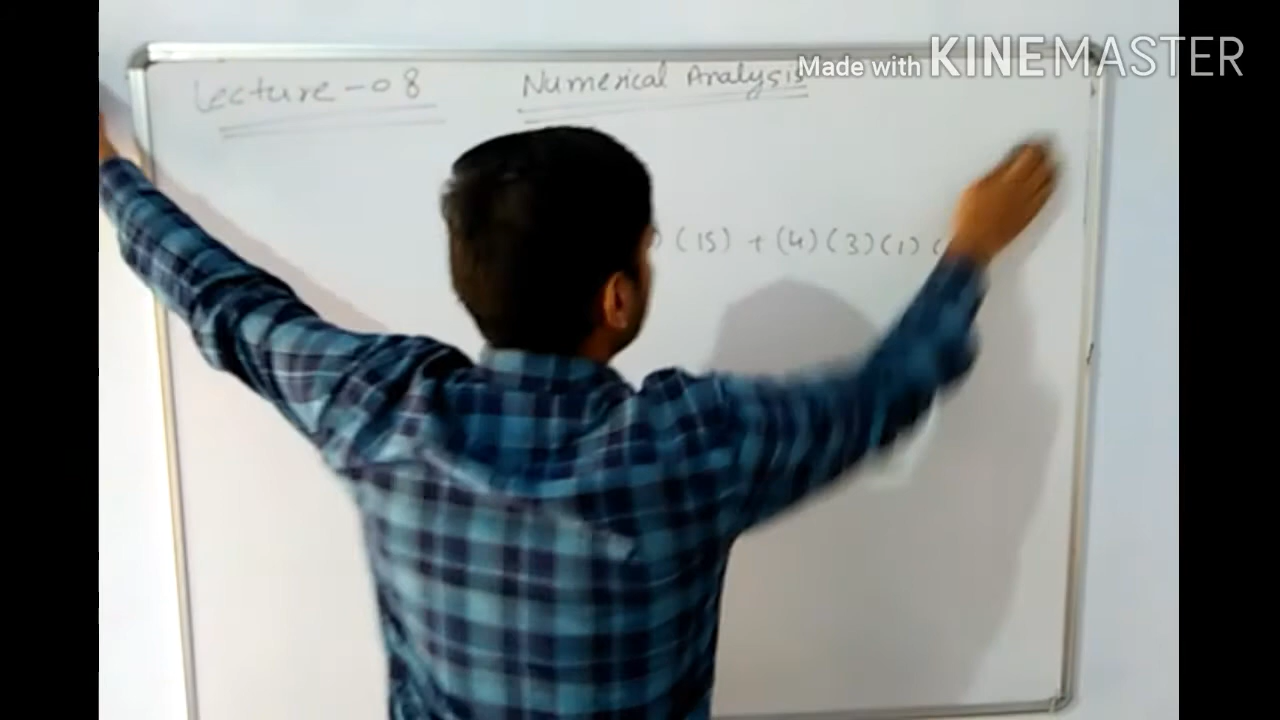 Made with KINEMASTER
Lecture-08 Numerical Analysis
) (15) + (4) (3) (1) (